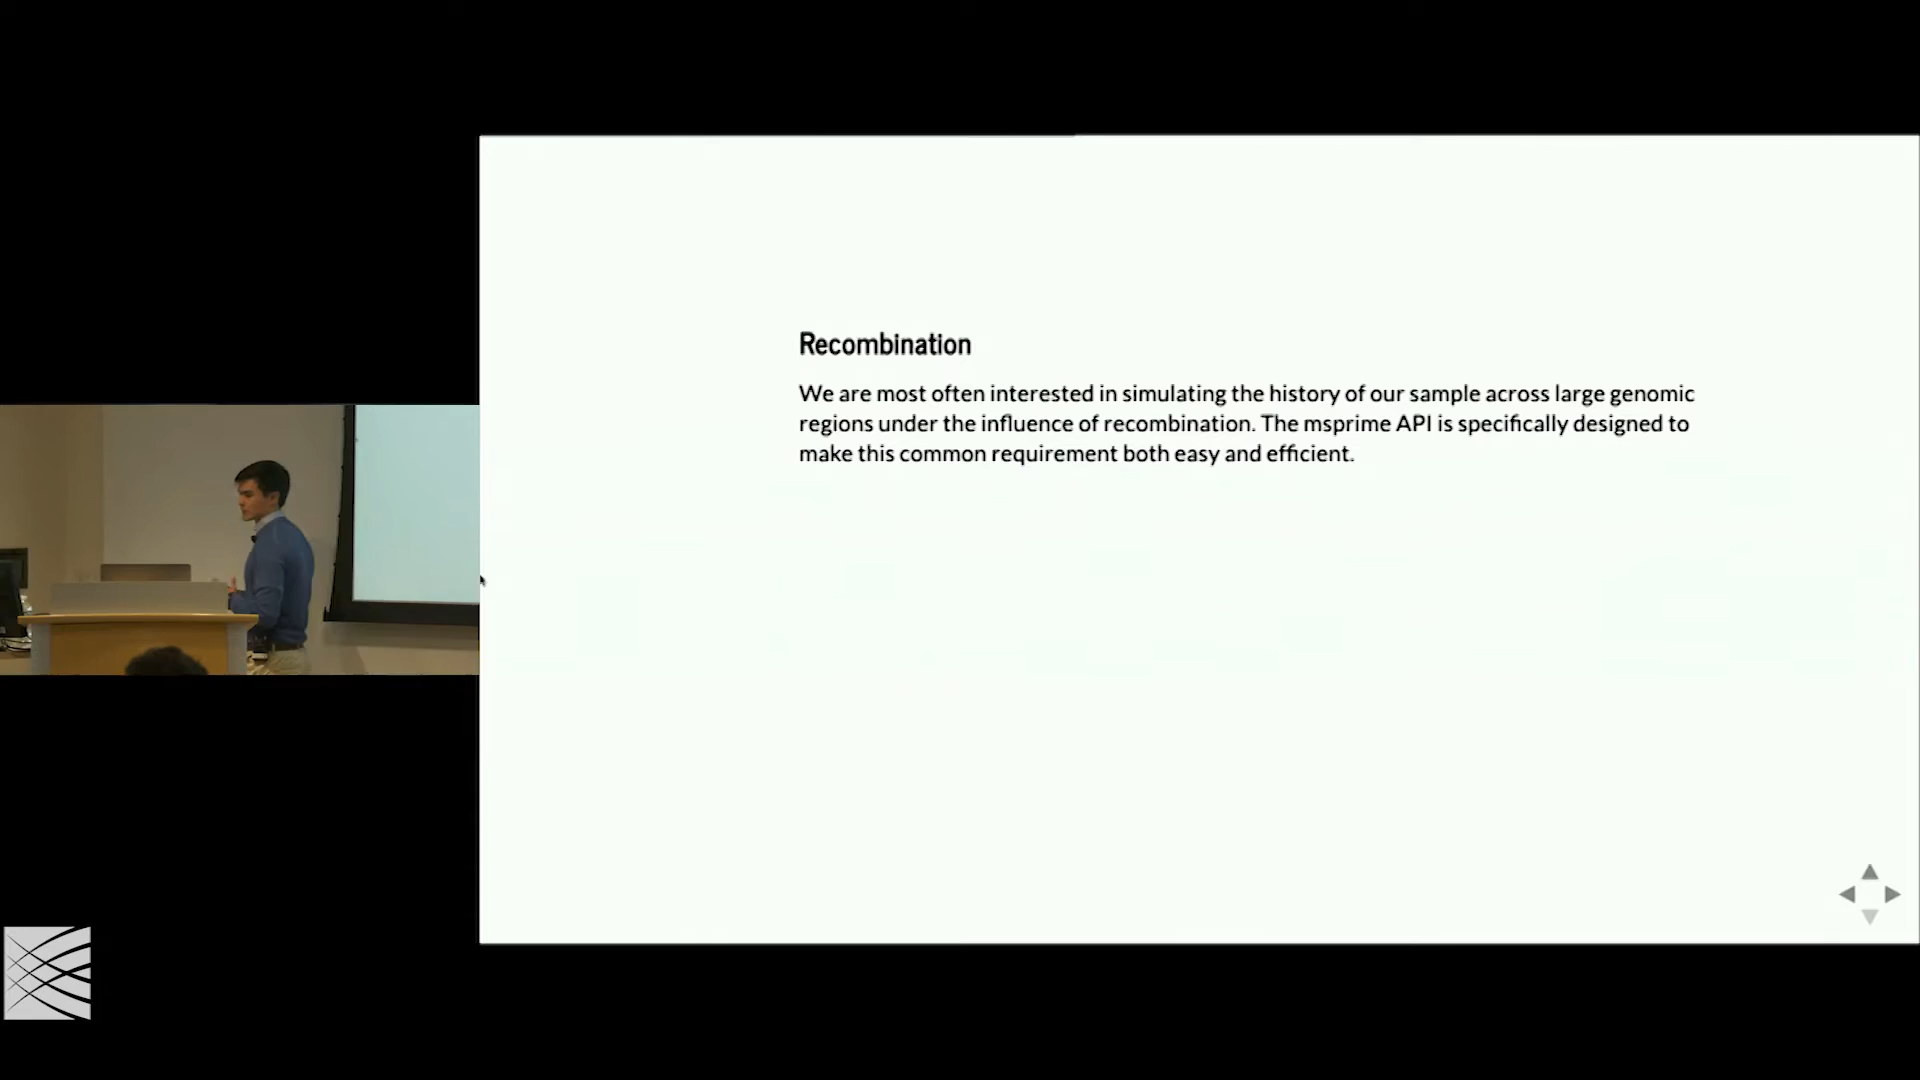 Recombination
We are most often interested in simulating the history of our sample across large genomic
regions under the influence of recombination. The msprime API is specifically designed to
make this common requirement both easy and efficient.